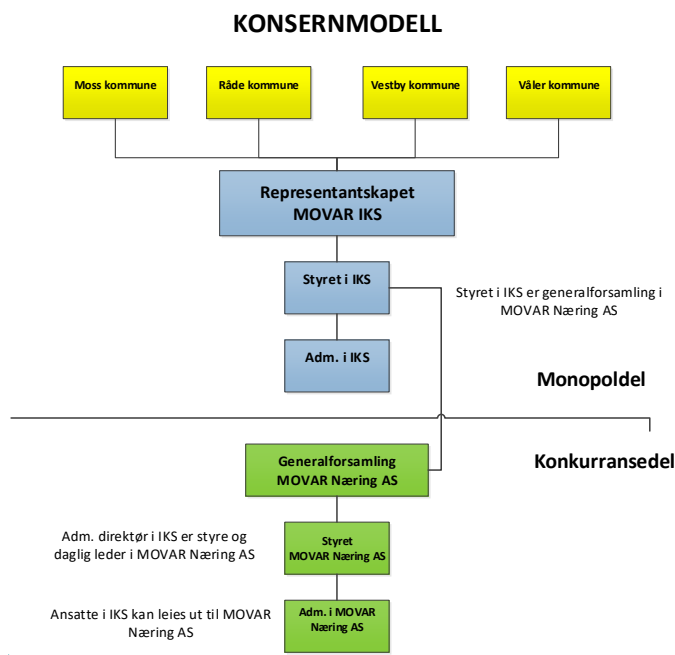 KONSERNMODELL
Moss kommune
Råde kommune
Vestby kommune
Våler kommune
Representantskapet
MOVAR IKS
Styret i IKS
Styret i IKS er generalforsamling i
MOVAR Næring AS
Adm. i IKS
Monopoldel
Konkurransedel
Generalforsamling
MOVAR Næring AS
Adm. direktør i IKS er styre og
daglig leder i MOVAR Næring AS
Styret
MOVAR Næring AS
Ansatte i IKS kan leies ut til MOVAR
Næring AS
Adm. i MOVAR
Næring AS